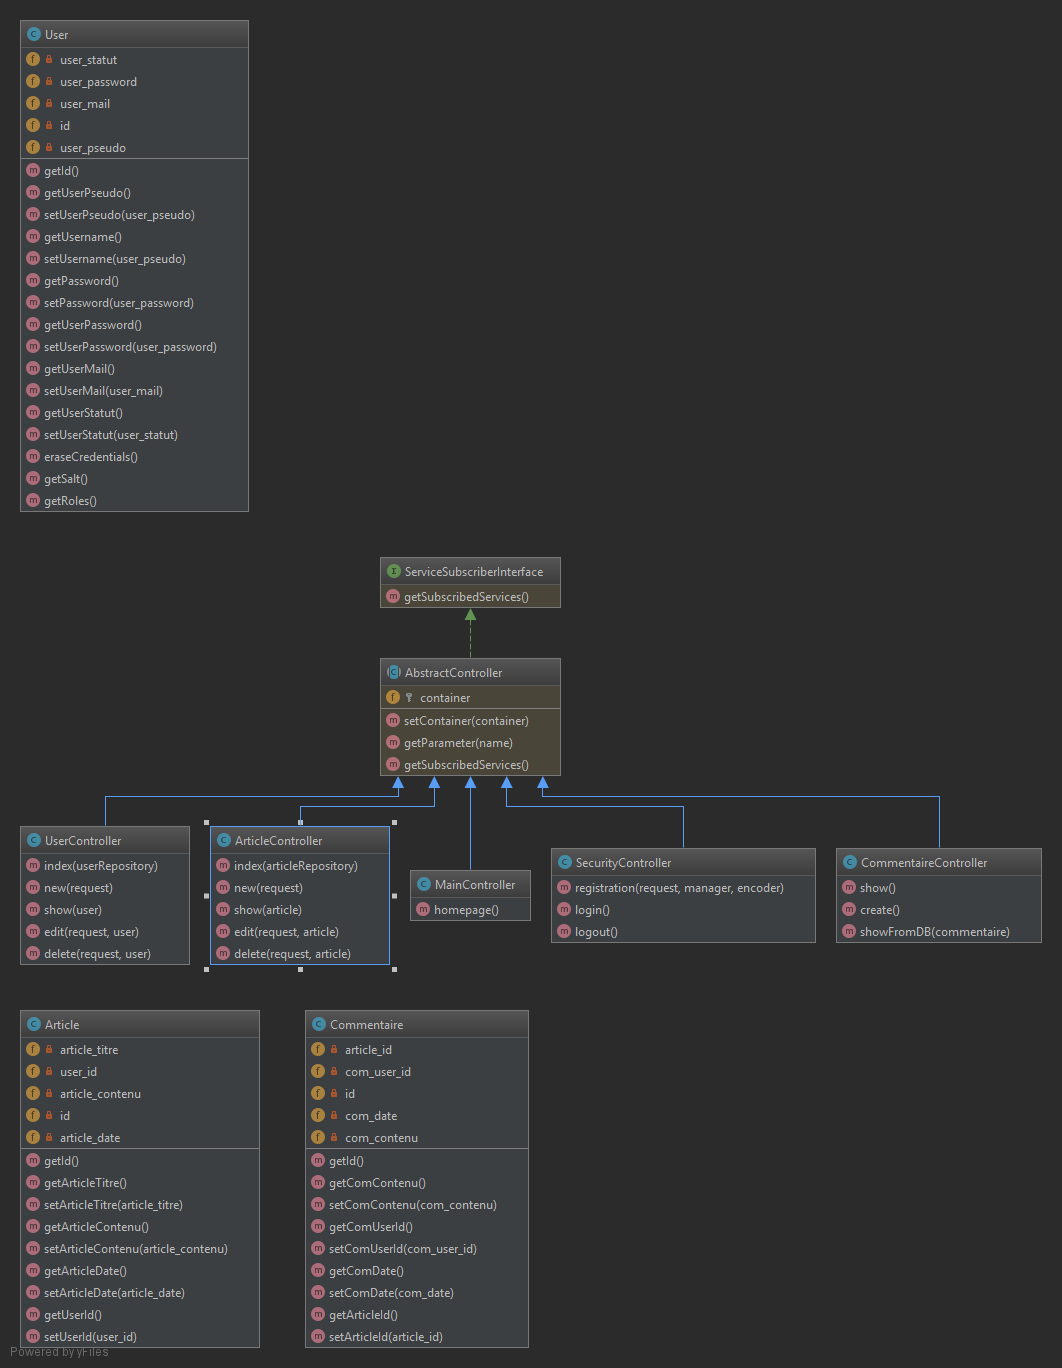 User
user_statut
user_password
user_mail
id
user_pseudo
getId()
getUserPseudo()
setUserPseudo(user_pseudo)
getUsername()
setUsername(user_pseudo)
getPassword()
setPassword(user_password)
getUserPassword()
setUserPassword(user_password)
getUserMail()
setUserMail(user_mail)
getUserStatut()
setUserStatut(user_statut)
eraseCredentials()
getSalt()
getRoles()
ServiceSubscriberInterface
getSubscribedServices()
AbstractController
container
setContainer(container)
getParameter(name)
getSubscribedServices()
UserController
index(userRepository)
new(request)
show(user)
edit(request, user)
delete(request, user)
ArticleController
index(articleRepository)
new(request)
show(article)
edit(request, article)
delete(request, article)
MainController
homepage()
SecurityController
registration(request, manager, encoder)
login()
logout()
CommentaireController
show()
create()
showFromDB(commentaire)
Article
article_titre
user_id
article_contenu
id
article_date
getId()
getArticleTitre()
setArticleTitre(article_titre)
getArticleContenu()
setArticleContenu(article_contenu)
getArticleDate()
setArticleDate(article_date)
getUserId()
setUserId(user_id)
Commentaire
article_id
com_user_id
id
com_date
com_contenu
getId()
getComContenu()
setComContenu(com_contenu)
getComUserId()
setComUserId(com_user_id)
getComDate()
setComDate(com_date)
getArticleId()
setArticleId(article_id)
Powered by yFiles